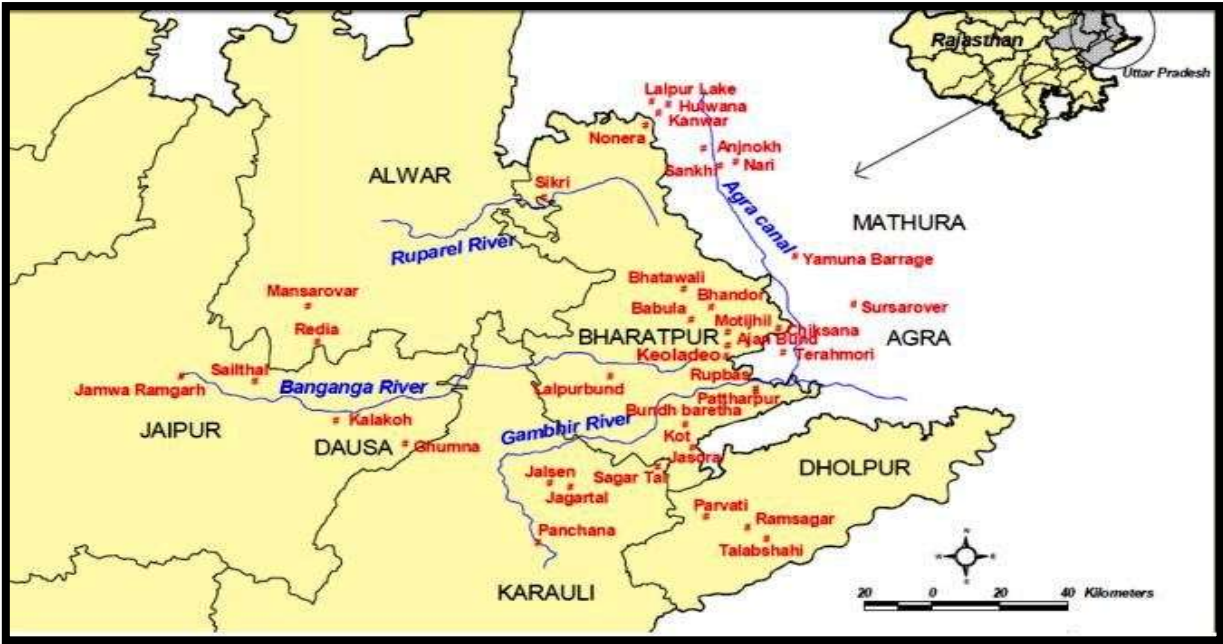 Rajasthan
Uttar Pradesh
Lalpur Lake
Hulwana
Kanwar
Nonera
Anjnokh
Sankhi
Nari
ALWAR
Sikri
Agra canal
MATHURA
Ruparel River
Yamuna Barrage
Bhatawali
Mansarovar
Bhandor
Babula
Sursarover
Motijhil
Chiksana
Redia
BHARATPUR
Ajan Bund
AGRA
Keoladeo
Terahmori
Sailthal
Rupbas
Jamwa Ramgarh
Banganga River
Lalpurbund
Pattharpur
Bundh baretha
Kalakoh
JAIPUR
Gambhir River
DAUSA
Ghumna
Kot
Jasora
DHOLPUR
Jalsen
Sagar Tal
Jagartal
Parvati
Ramsagar
Panchana
Talabshahi
N
W
E
S
KARAULI
20 0 20 40 Kilometers